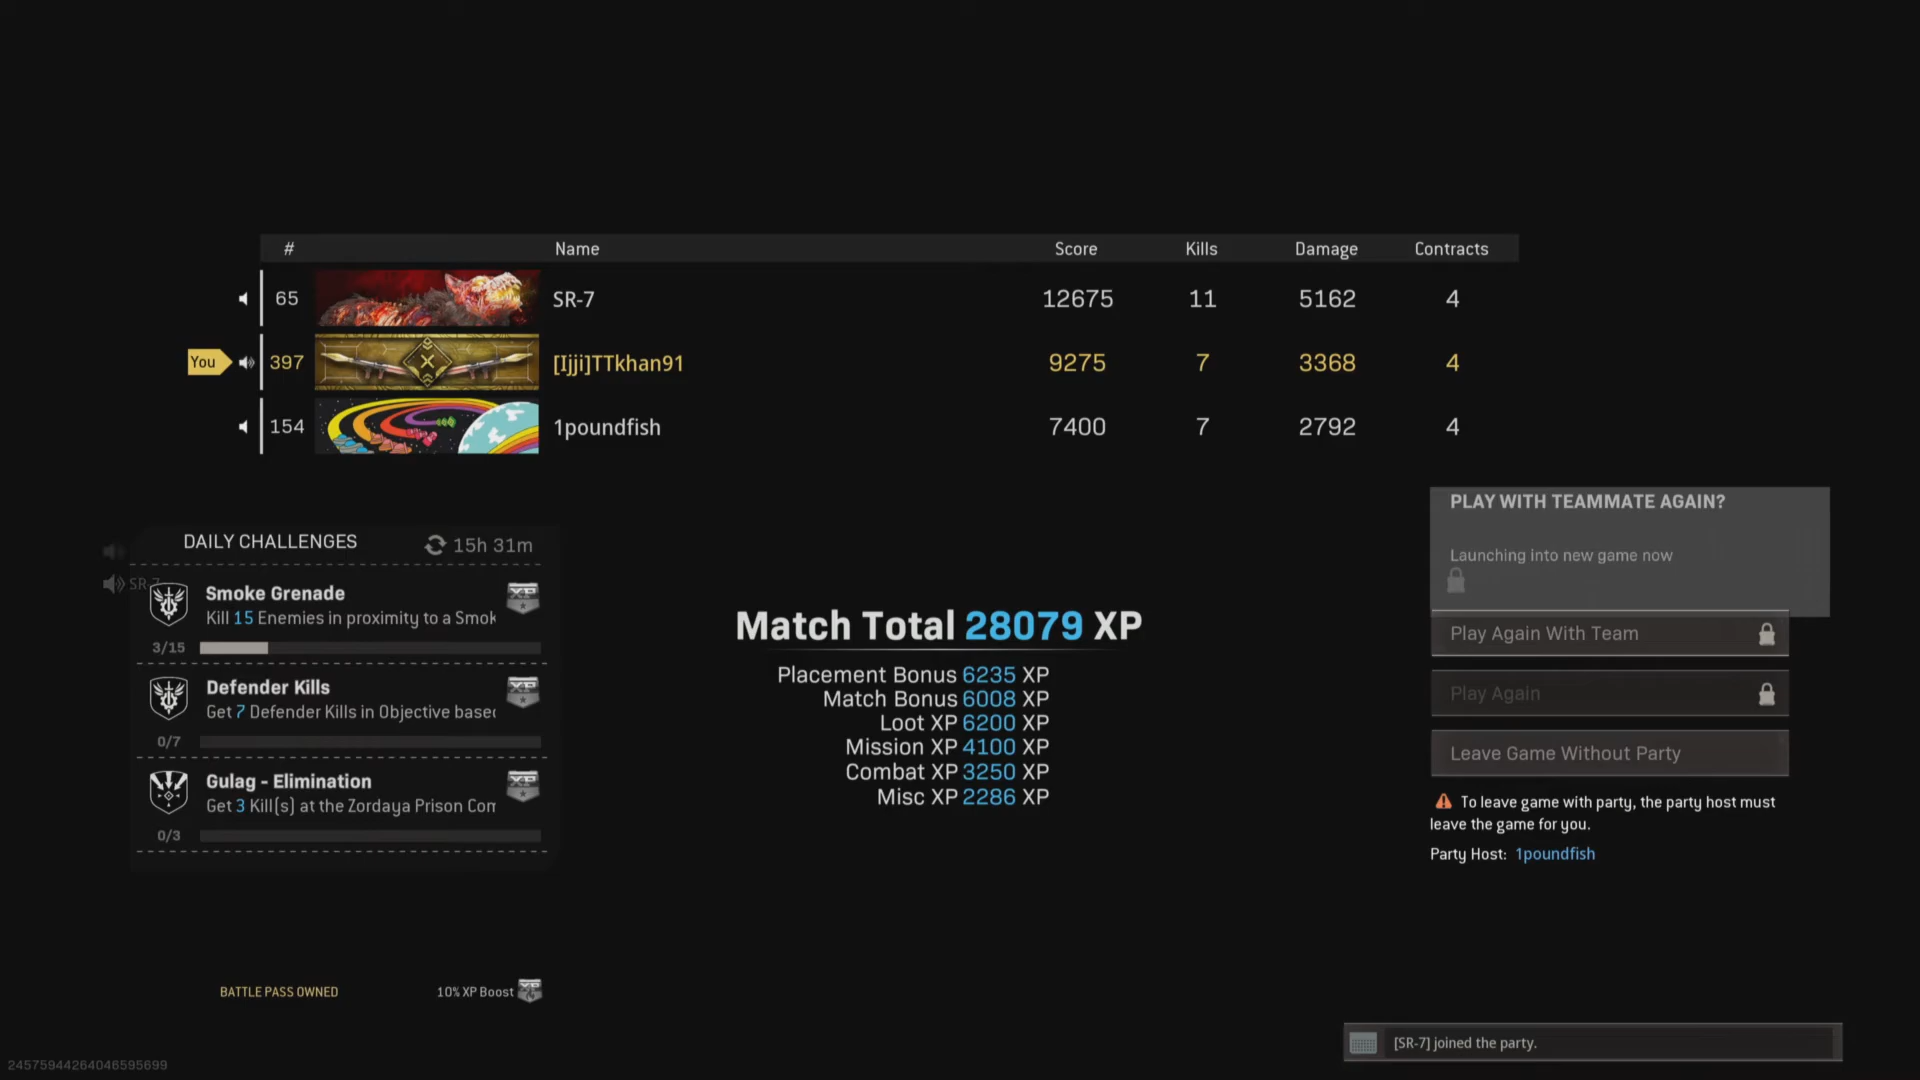 # Name Score Kills Damage Contracts
65 SR-7 12675 11 5162 4
You 397 [Ijji]TTkhan91 9275 7 3368 4
154 1poundfish 7400 7 2792 4
DAILY CHALLENGES 15h 31m
SR-7
Smoke Grenade
Kill 15 Enemies in proximity to a Smok
3/15
Defender Kills
Get 7 Defender Kills in Objective based
0/7
Gulag - Elimination
Get 3 Kill(s) at the Zordaya Prison Com
0/3
BATTLE PASS OWNED
10% XP Boost
Match Total 28079 XP
Placement Bonus 6235 XP
Match Bonus 6008 XP
Loot XP 6200 XP
Mission XP 4100 XP
Combat XP 3250 XP
Misc XP 2286 XP
PLAY WITH TEAMMATE AGAIN?
Launching into new game now
Play Again With Team
Play Again
Leave Game Without Party
To leave game with party, the party host must
leave the game for you.
Party Host: 1poundfish
[SR-7] joined the party.
24575944264046595699